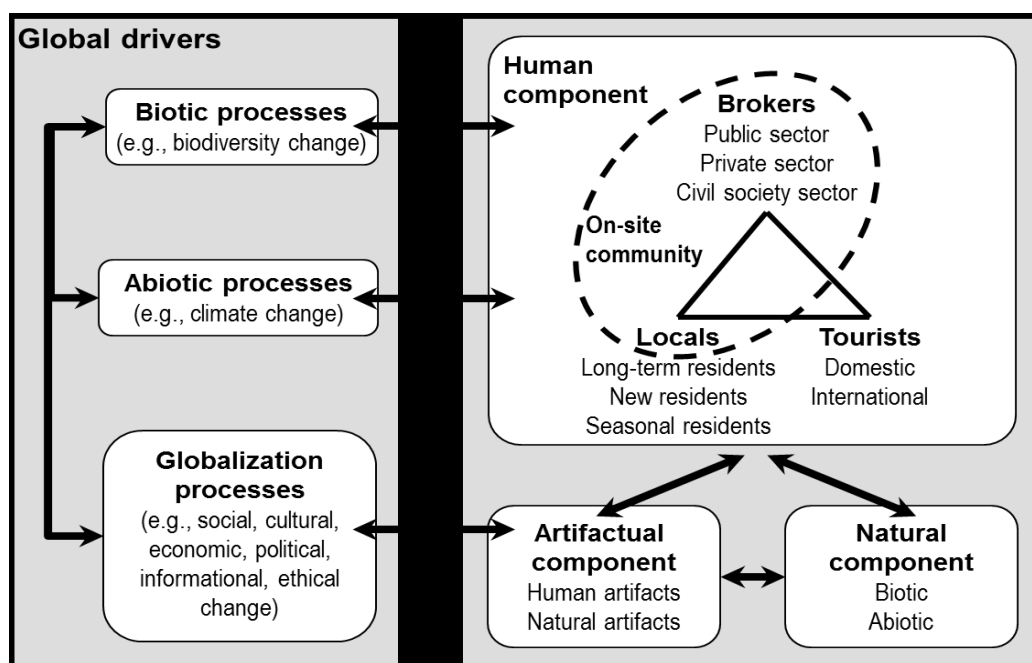 Global drivers
Biotic processes
(e.g., biodiversity change)
Abiotic processes
(e.g., climate change)
Globalization
processes
(e.g., social, cultural,
economic, political,
informational, ethical
change)
Human
component
Brokers
Public sector
Private sector
Civil society sector
On-site
community
Locals
Long-term residents
New residents
Seasonal residents
Tourists
Domestic
International
Artifactual
component
Human artifacts
Natural artifacts
Natural
component
Biotic
Abiotic